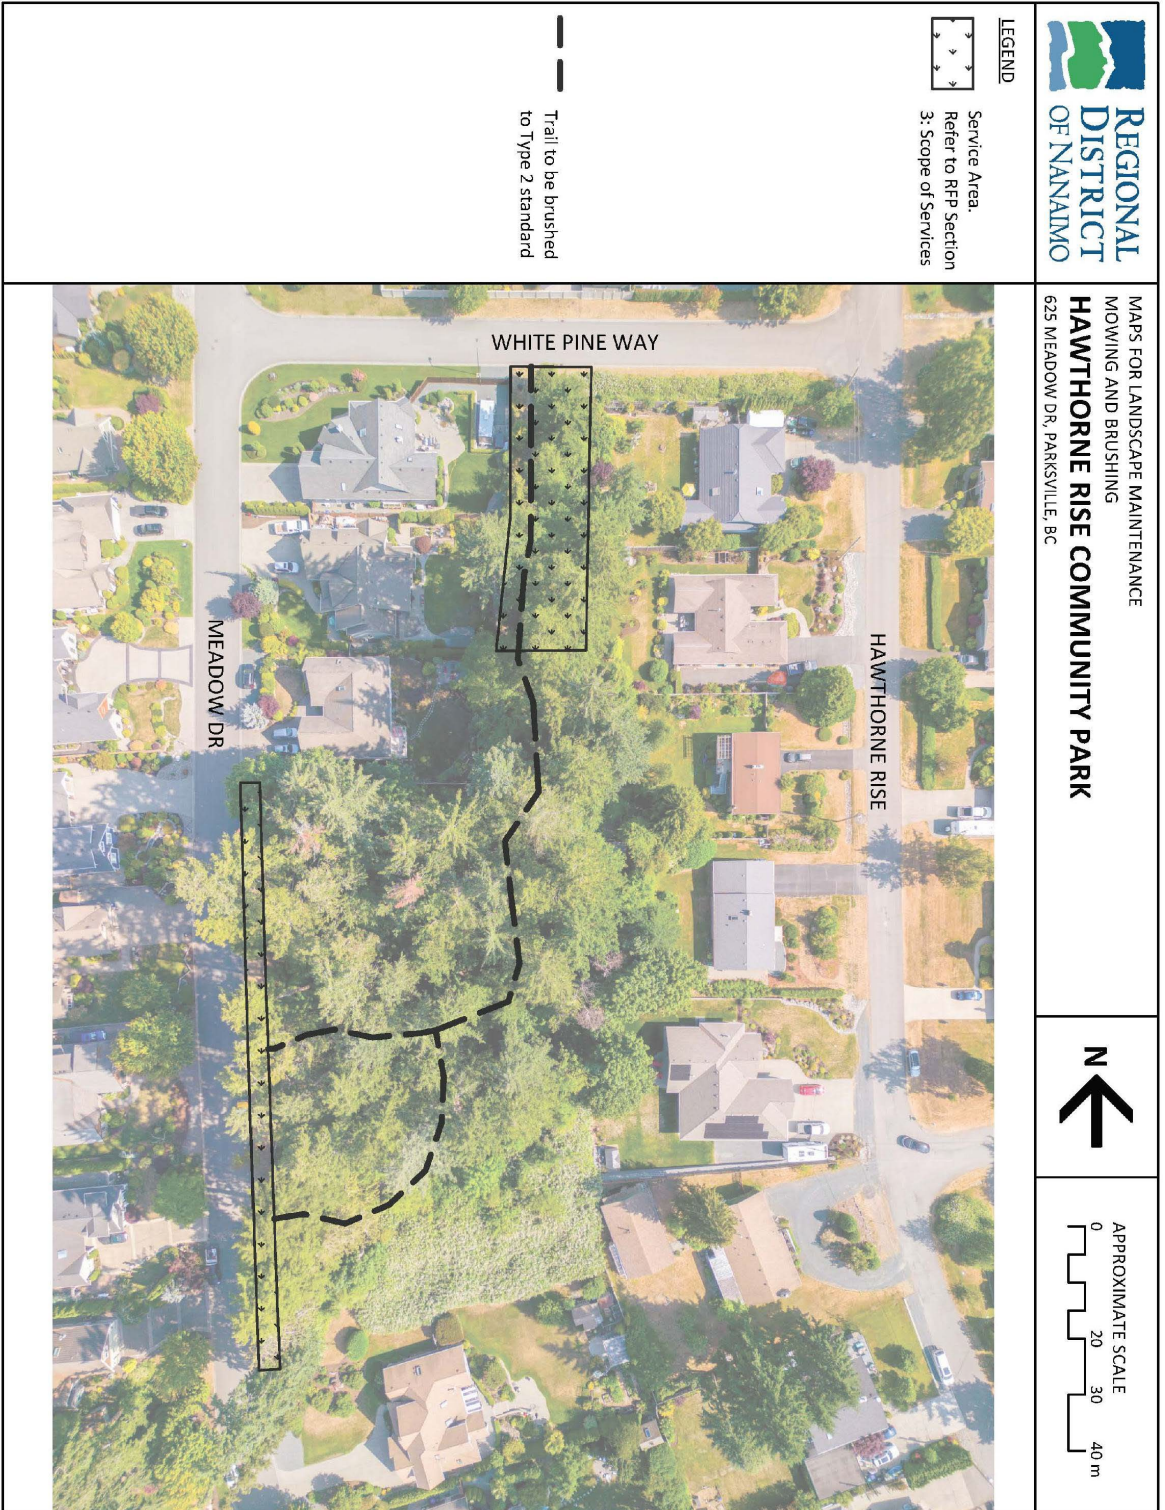 REGIONAL
DISTRICT
OF NANAIMO
MAPS FOR LANDSCAPE MAINTENANCE
MOWING AND BRUSHING
HAWTHORNE RISE COMMUNITY PARK
625 MEADOW DR, PARKSVILLE, BC
N
APPROXIMATE SCALE
0 20 30 40 m
LEGEND
Service Area.
Refer to RFP Section
3: Scope of Services
Trail to be brushed
to Type 2 standard
WHITE PINE WAY
HAWTHORNE RISE
MEADOW DR